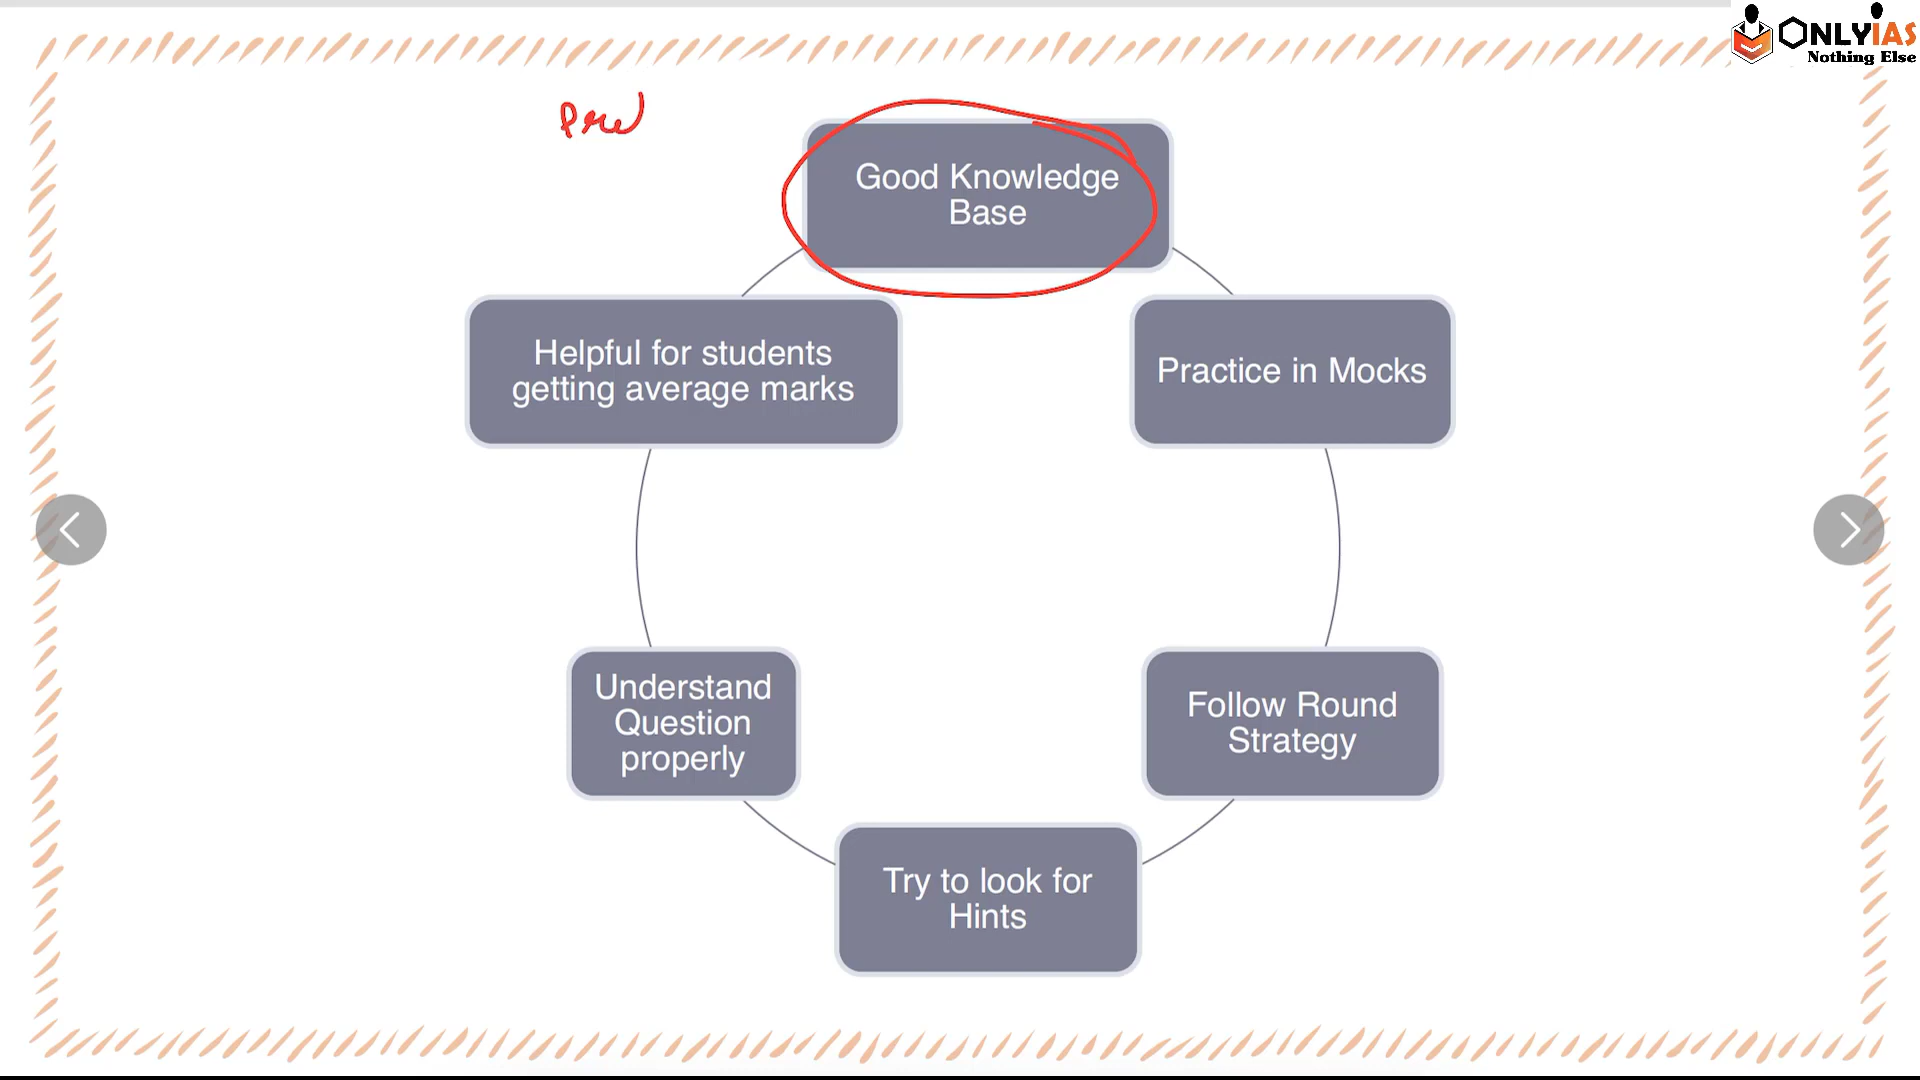 ONLYIAS
Nothing Else
Good Knowledge
Base
Helpful for students
getting average marks
Practice in Mocks
Understand
Question
properly
Follow Round
Strategy
Try to look for
Hints